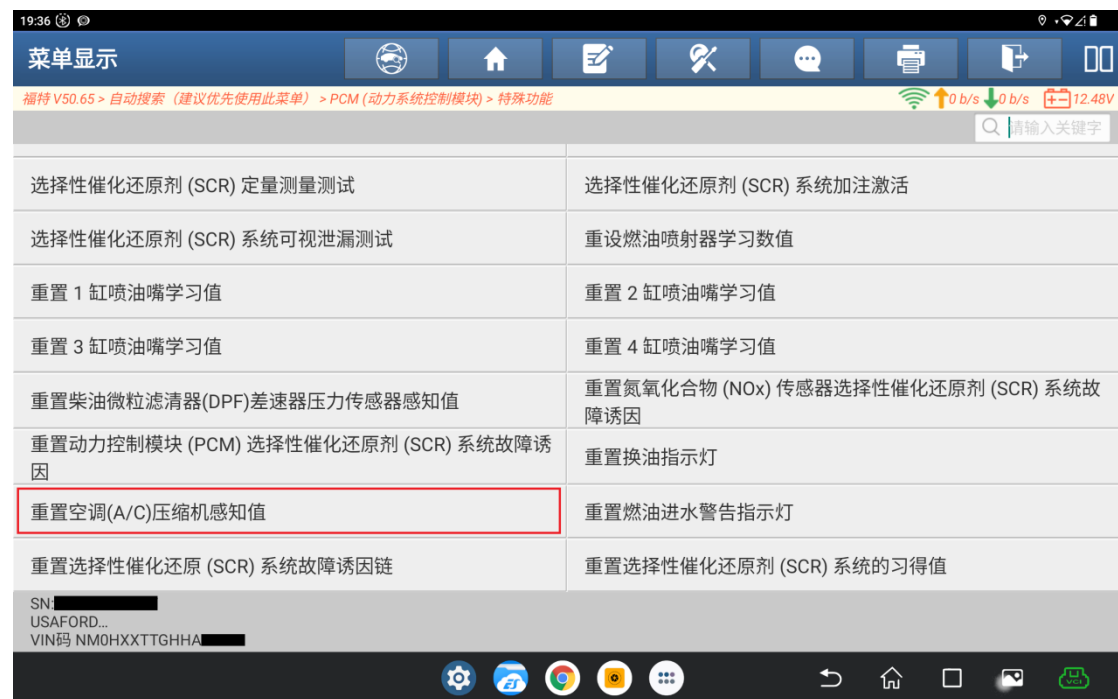 19:36
菜单显示
福特 V50.65 > 自动搜索（建议优先使用此菜单） > PCM (动力系统控制模块) > 特殊功能
0 b/s 0 b/s 12.48V
请输入关键字
选择性催化还原剂 (SCR) 定量测量测试
选择性催化还原剂 (SCR) 系统加注激活
选择性催化还原剂 (SCR) 系统可视泄漏测试
重设燃油喷射器学习数值
重置 1 缸喷油嘴学习值
重置 2 缸喷油嘴学习值
重置 3 缸喷油嘴学习值
重置 4 缸喷油嘴学习值
重置柴油微粒滤清器(DPF)差速器压力传感器感知值
重置氮氧化合物 (NOx) 传感器选择性催化还原剂 (SCR) 系统故
障诱因
重置动力控制模块 (PCM) 选择性催化还原剂 (SCR) 系统故障诱
因
重置换油指示灯
重置空调(A/C)压缩机感知值
重置燃油进水警告指示灯
重置选择性催化还原 (SCR) 系统故障诱因链
重置选择性催化还原剂 (SCR) 系统的习得值
SN:
USAFORD...
VIN码 NM0HXXTTGHHA
VCI